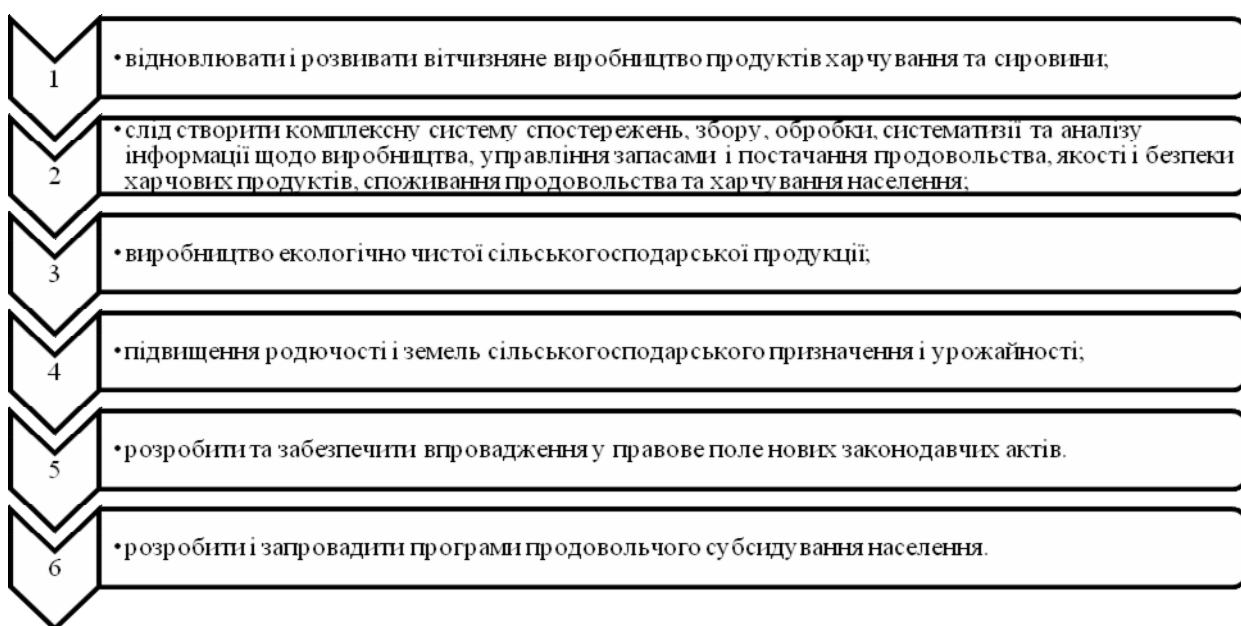 1
•відновлювати і розвивати вітчизняне виробництво продуктів харчування та сировини;
2
•слід створити комплексну систему спостережень, збору, обробки, систематизії та аналізу
інформації щодо виробництва, управління запасами і постачання продовольства, якості і безпеки
харчових продуктів, споживання продовольства та харчування населення;
3
•виробництво екологічно чистої сільськогосподарської продукції;
4
•підвищення родючості і земель сільськогосподарського призначення і урожайності;
5
•розробити та забезпечити впровадження у правове поле нових законодавчих актів.
6
•розробити і запровадити програми продовольчого субсидування населення.